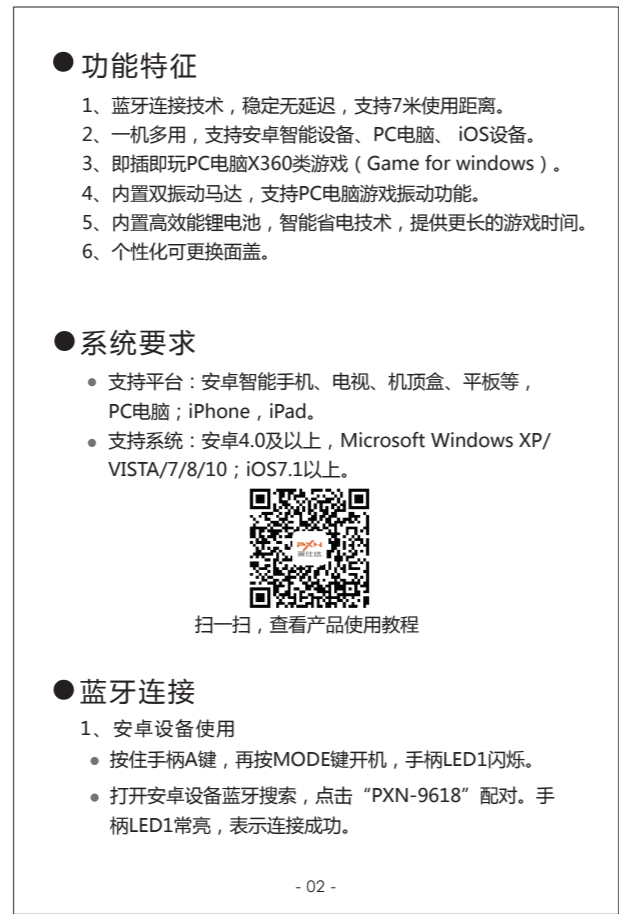 ● 功能特征
1、蓝牙连接技术，稳定无延迟，支持7米使用距离。
2、一机多用，支持安卓智能设备、PC电脑、 iOS设备。
3、即插即玩PC电脑X360类游戏（Game for windows）。
4、内置双振动马达，支持PC电脑游戏振动功能。
5、内置高效能锂电池，智能省电技术，提供更长的游戏时间。
6、个性化可更换面盖。
●系统要求
● 支持平台：安卓智能手机、电视、机顶盒、平板等，
PC电脑；iPhone，iPad。
● 支持系统：安卓4.0及以上，Microsoft Windows XP/
VISTA/7/8/10；iOS7.1以上。
PXN
莱仕达
扫一扫，查看产品使用教程
●蓝牙连接
1、安卓设备使用
● 按住手柄A键，再按MODE键开机，手柄LED1闪烁。
● 打开安卓设备蓝牙搜索，点击“PXN-9618”配对。手
柄LED1常亮，表示连接成功。
- 02 -